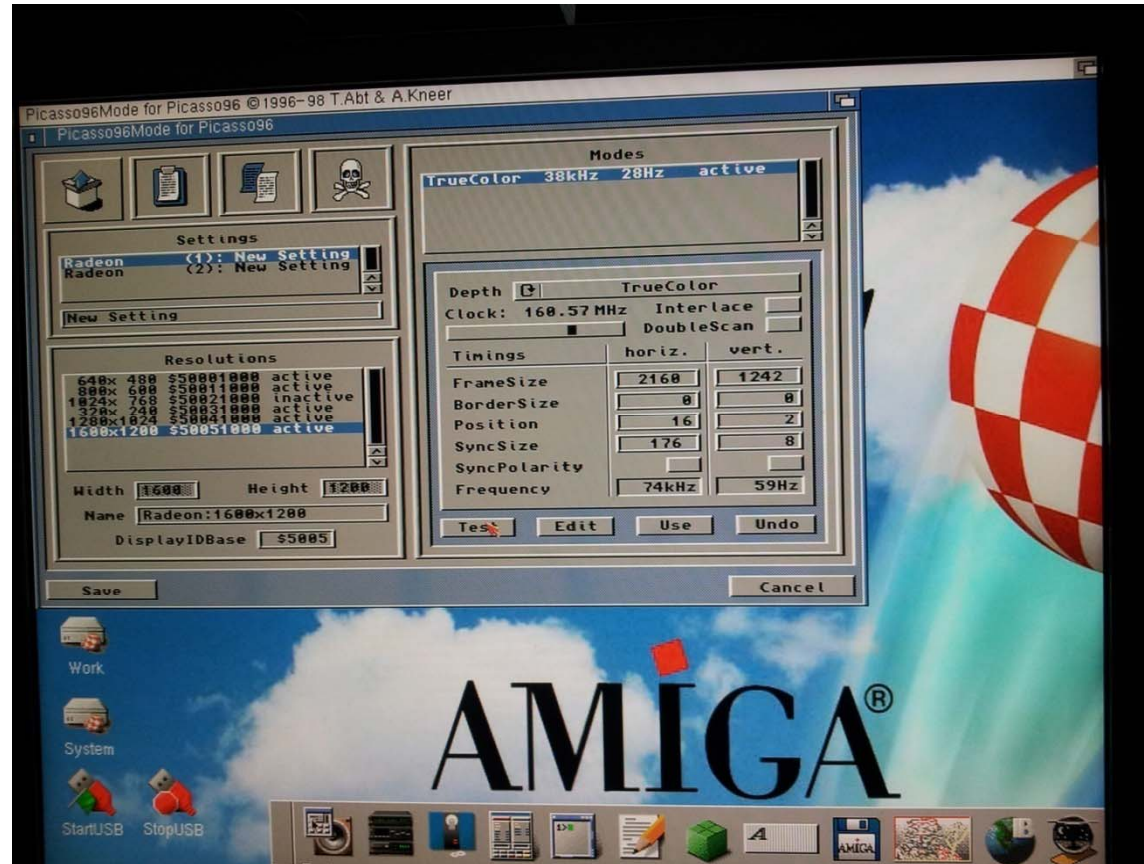 Picasso96Mode for Picasso96 ©1996-98 T.Abt & A.Kneer
Picasso96Mode for Picasso96
Settings
Radeon (1): New Setting
Radeon (2): New Setting
New Setting
Resolutions
640x 480 $50001000 active
800x 600 $50011000 active
1024x 768 $50021000 inactive
320x 240 $50031000 active
1280x1024 $50041000 active
1600x1200 $50051000 active
Width 1600 Height 1200
Name Radeon:1600x1200
DisplayIDBase $5005
Modes
TrueColor 38kHz 28Hz active
Depth TrueColor
Clock: 160.57MHz Interlace
DoubleScan
Timings horiz. vert.
FrameSize 2160 1242
BorderSize 0 0
Position 16 2
SyncSize 176 8
SyncPolarity
Frequency 74kHz 59Hz
Test Edit Use Undo
Save Cancel
Work
System
StartUSB StopUSB
AMIGA®
1>
A
AMIGA
B